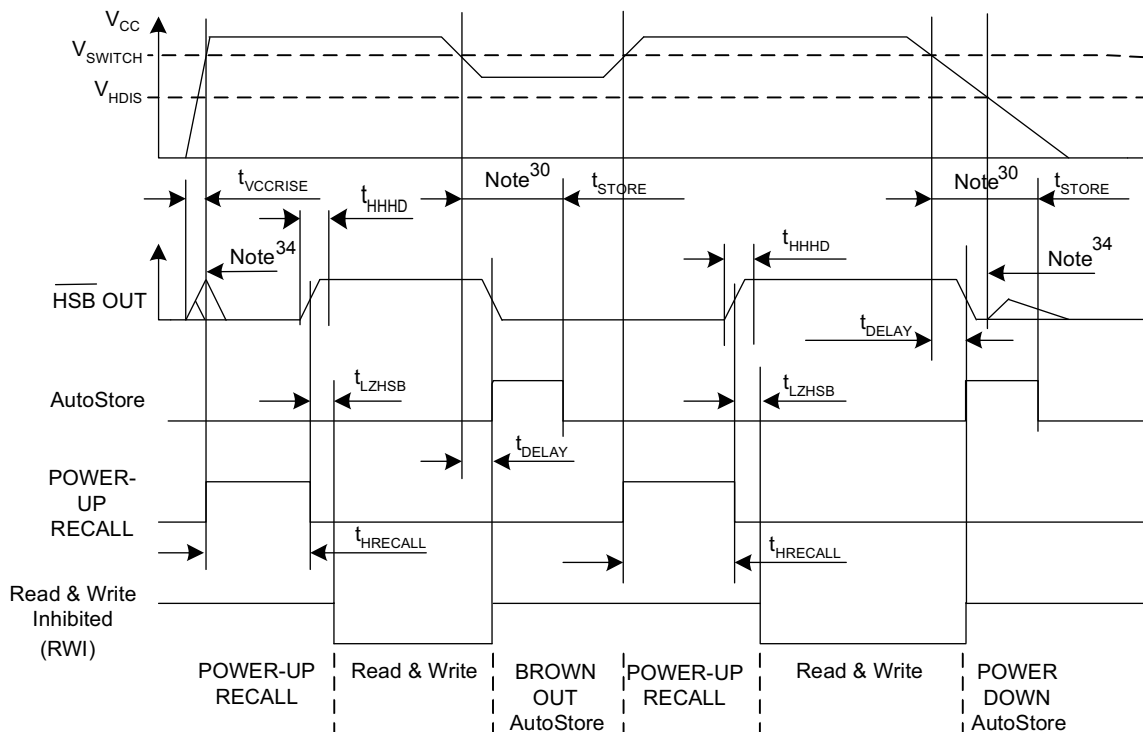 VCC
VSWITCH
VHDIS
tVCCRISE
Note30
tSTORE
Note30
tSTORE
tHHHD
Note34
tHHHD
Note34
HSB OUT
tDELAY
tLZHSB
tLZHSB
AutoStore
tDELAY
POWER-
UP
RECALL
tHRECALL
tHRECALL
Read & Write
Inhibited
(RWI)
POWER-UP
RECALL
Read & Write
BROWN
OUT
AutoStore
POWER-UP
RECALL
Read & Write
POWER
DOWN
AutoStore